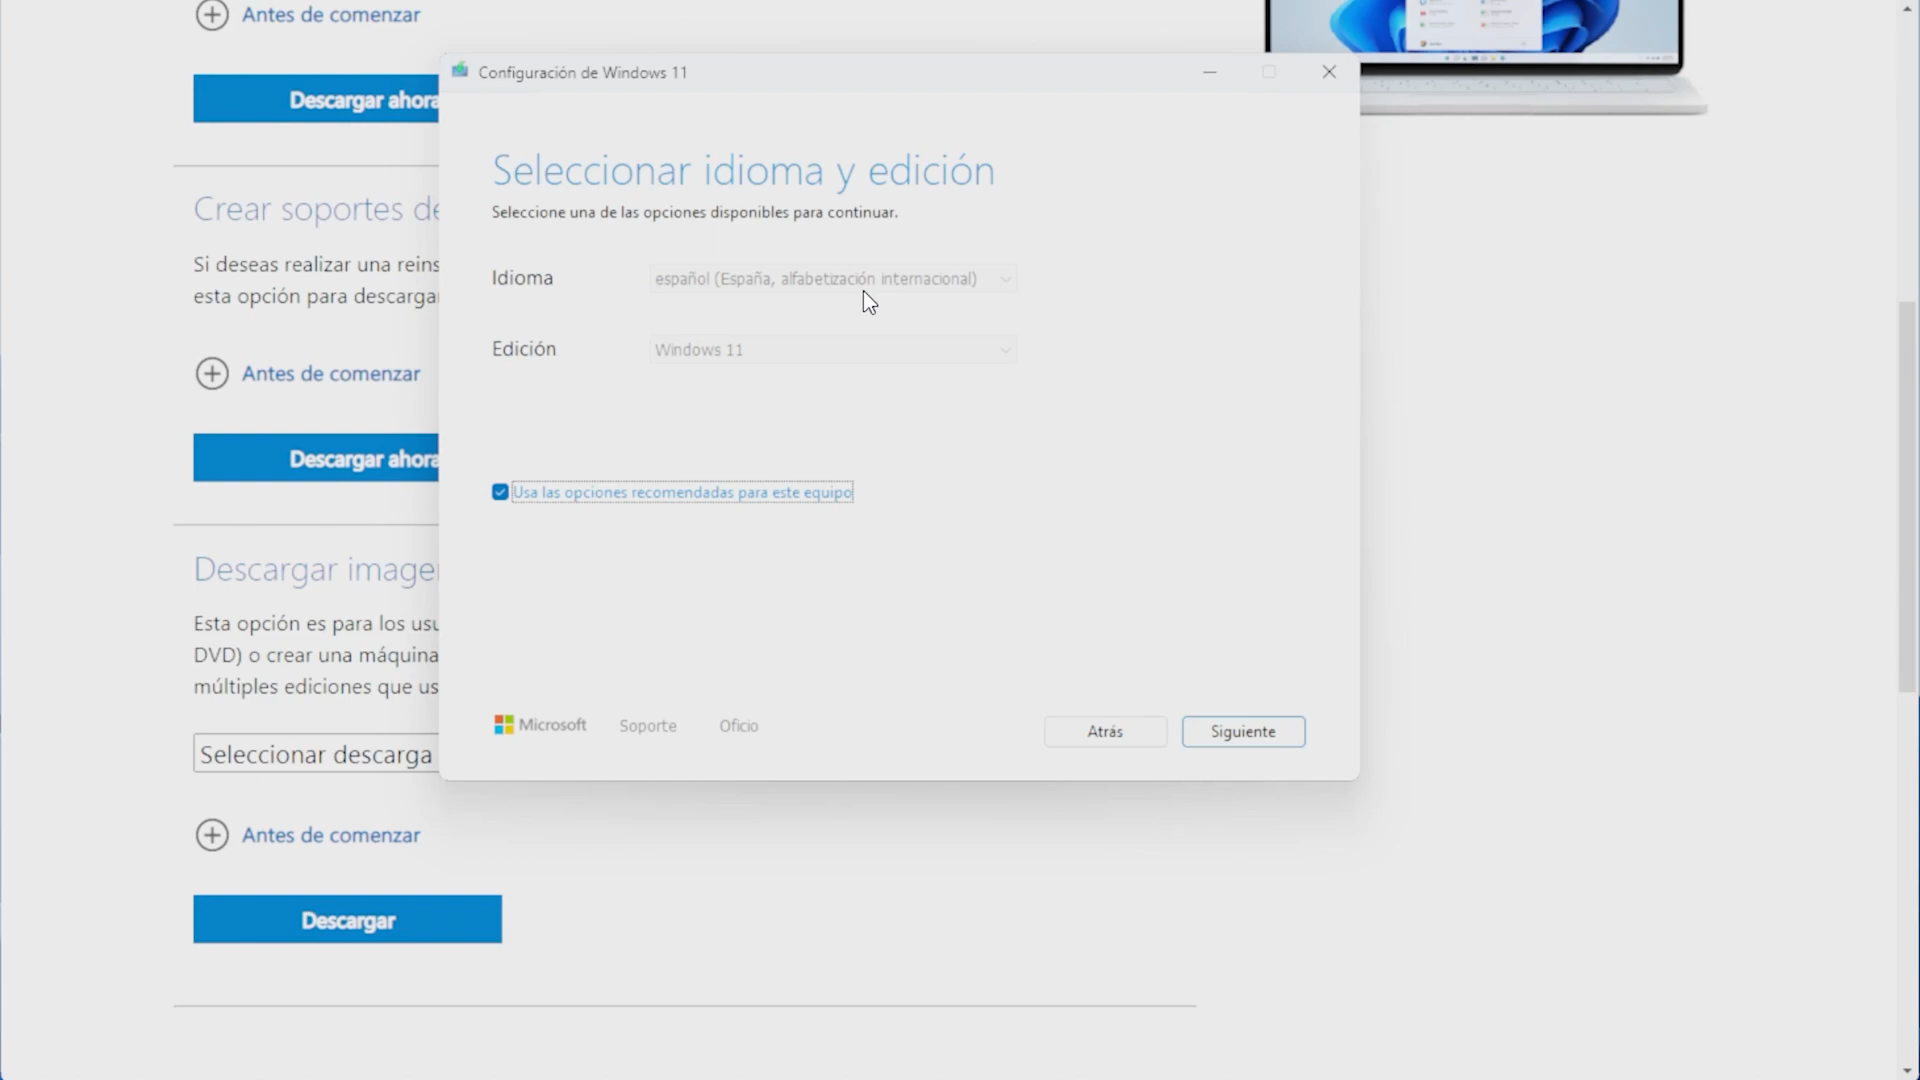 Antes de comenzar
Descargar ahora
Crear soportes de
Si deseas realizar una reins
esta opción para descargar
Antes de comenzar
Descargar ahora
Descargar image
Esta opción es para los usu
DVD) o crear una máquina
múltiples ediciones que us
Seleccionar descarga
Antes de comenzar
Descargar
Configuración de Windows 11
Seleccionar idioma y edición
Seleccione una de las opciones disponibles para continuar.
Idioma
español (España, alfabetización internacional)
Edición
Windows 11
Usa las opciones recomendadas para este equipo
Microsoft
Soporte
Oficio
Atrás
Siguiente